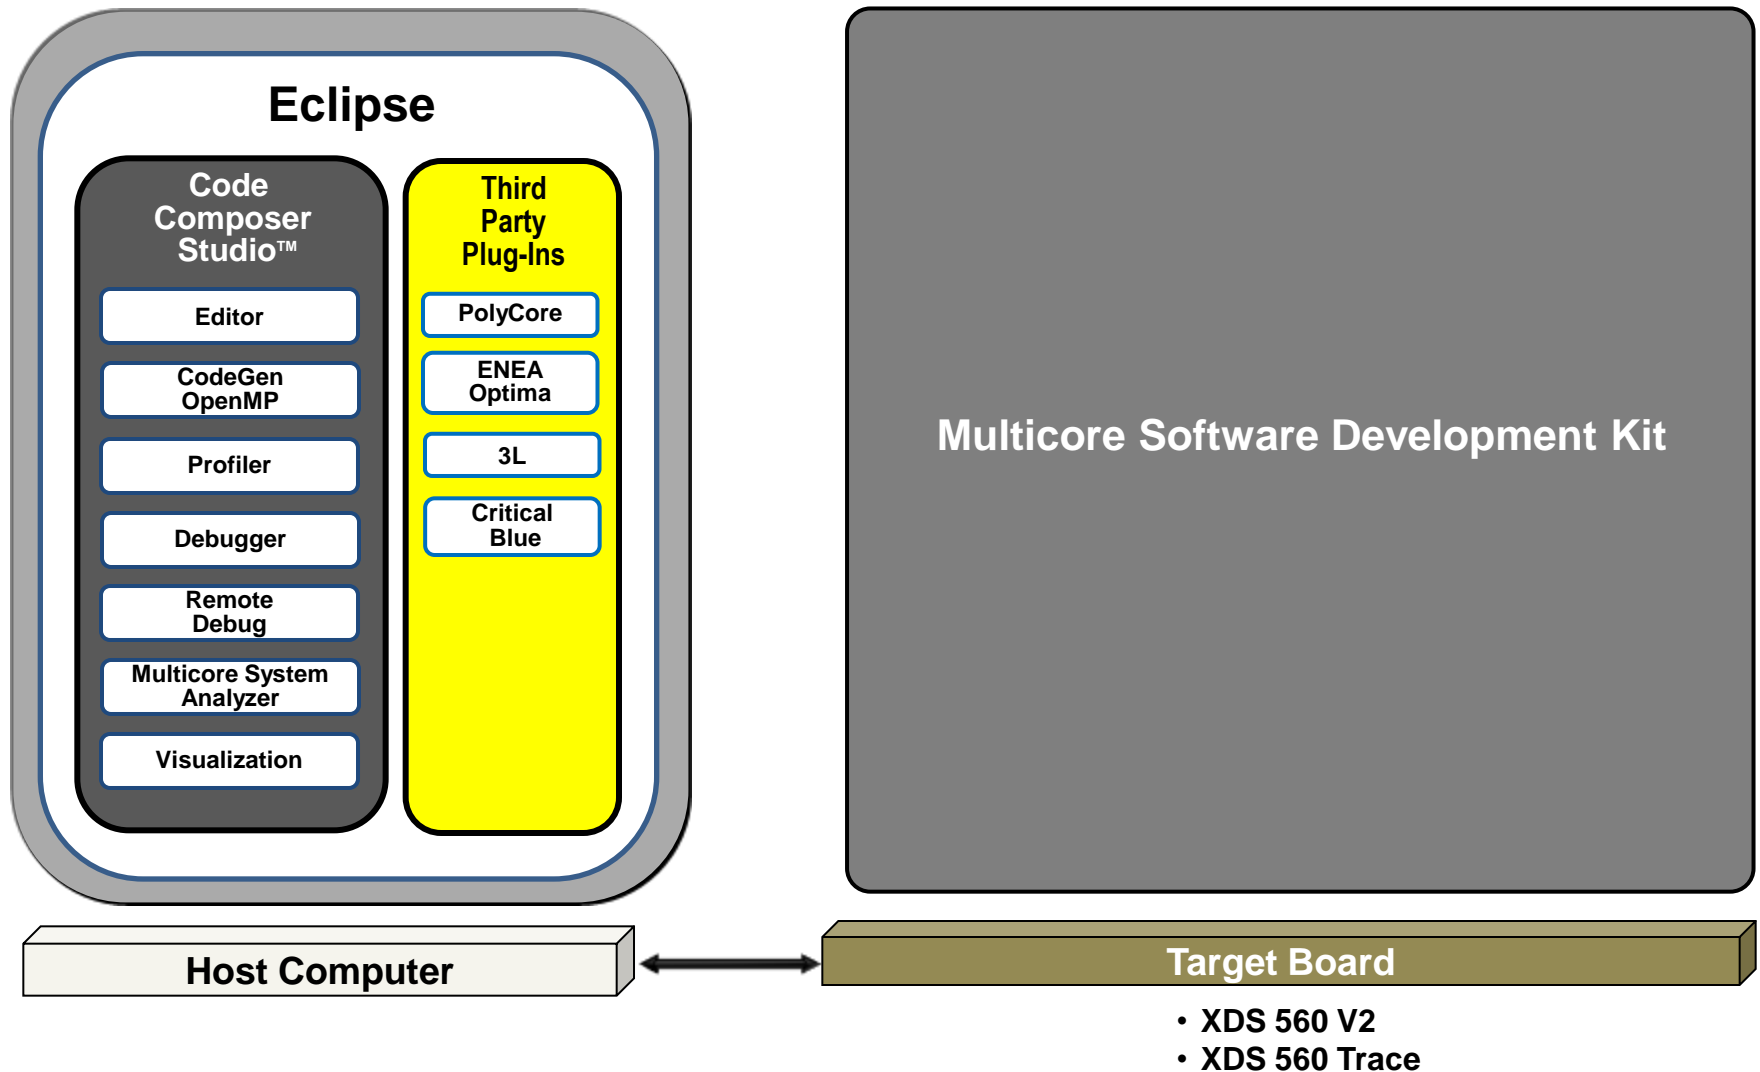 Eclipse
Code
Composer
Studio™
Editor
CodeGen
OpenMP
Profiler
Debugger
Remote
Debug
Multicore System
Analyzer
Visualization
Third
Party
Plug-Ins
PolyCore
ENEA
Optima
3L
Critical
Blue
Multicore Software Development Kit
Host Computer
Target Board
• XDS 560 V2
• XDS 560 Trace